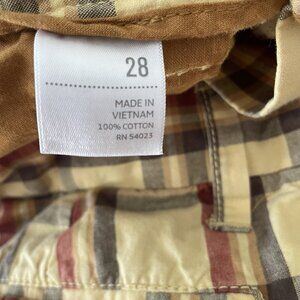 28
MADE IN
VIETNAM
100% COTTON
RN 54023